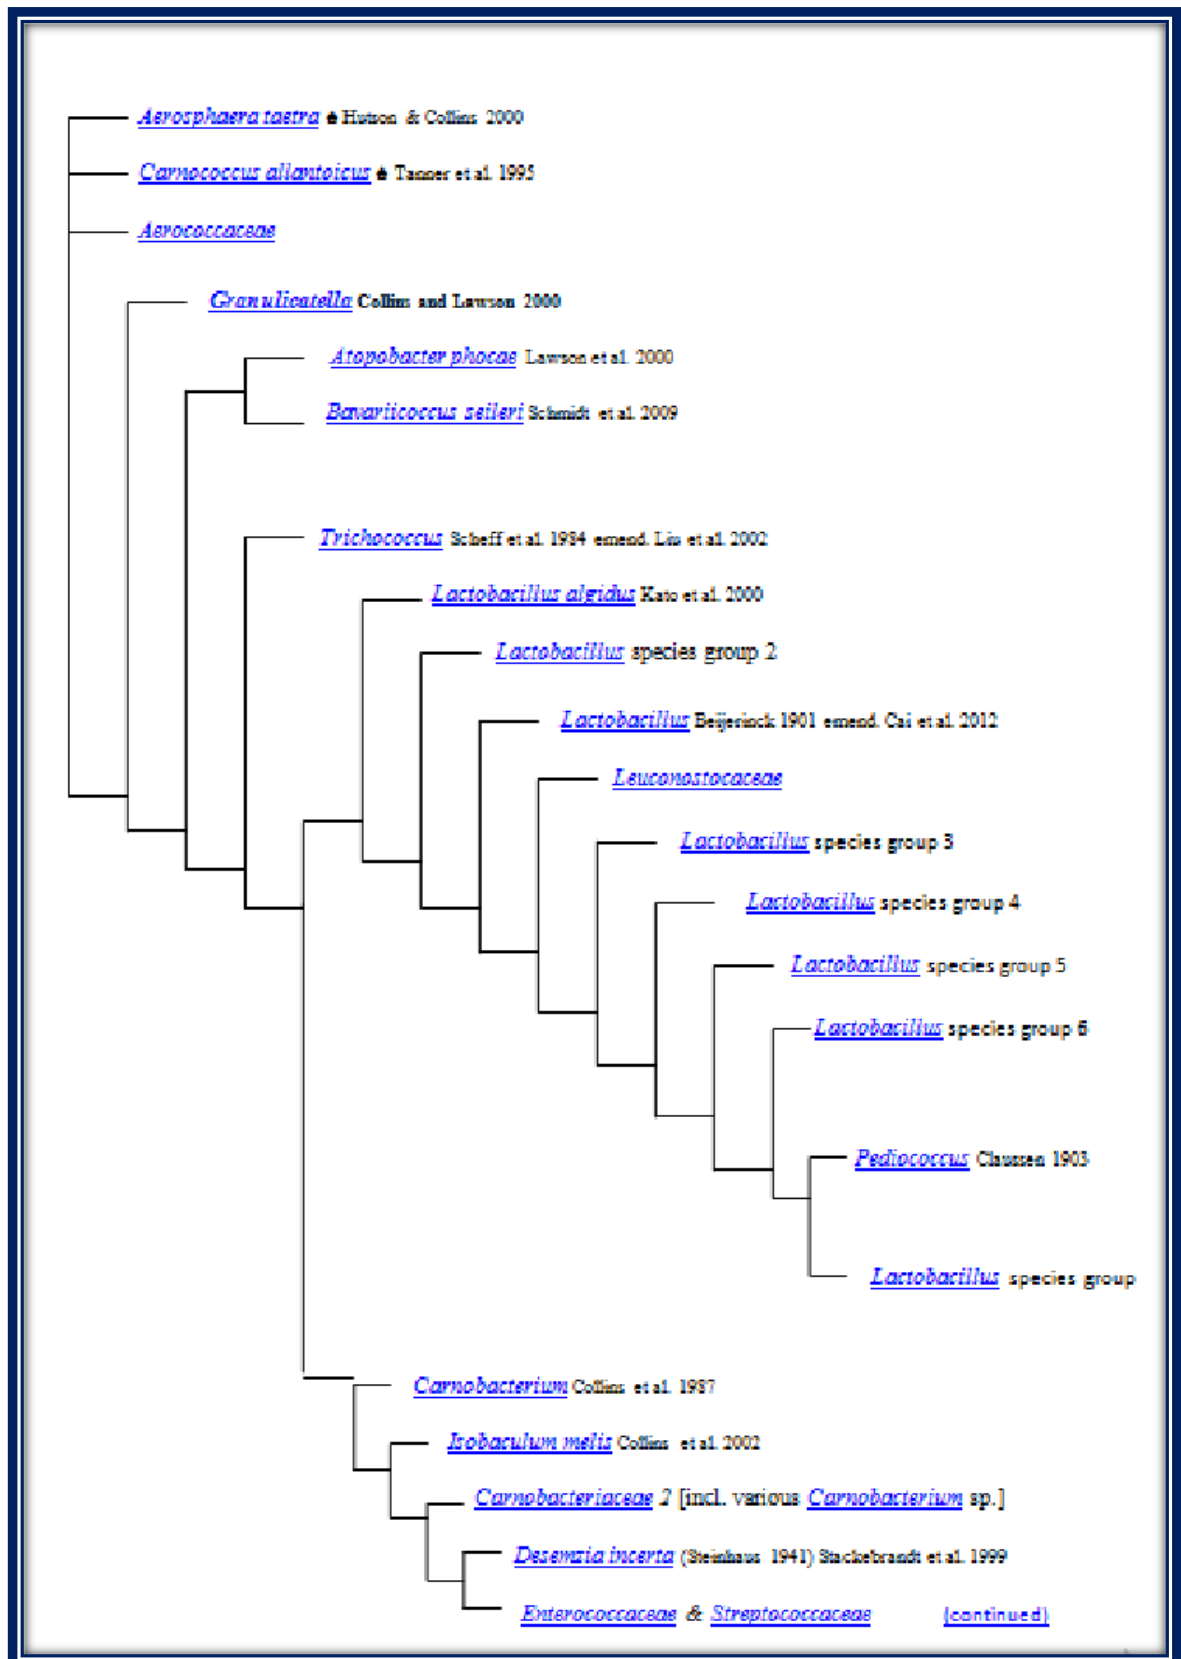 Aerosphaera taetra ♠ Hutson & Collins 2000
Carnococcus allantoicus ♠ Tanner et al. 1995
Aerococcaceae
Granulicatella Collins and Lawson 2000
Atopobacter phocae Lawson et al. 2000
Bavariicoccus seileri Schmidt et al. 2009
Trichococcus Scheff et al. 1984 emend. Liu et al. 2002
Lactobacillus algidus Kato et al. 2000
Lactobacillus species group 2
Lactobacillus Beijerinck 1901 emend. Cai et al. 2012
Leuconostocaceae
Lactobacillus species group 3
Lactobacillus species group 4
Lactobacillus species group 5
Lactobacillus species group 6
Pediococcus Claussen 1903
Lactobacillus species group
Carnobacterium Collins et al. 1987
Isobaculum melis Collins et al. 2002
Carnobacteriaceae 2 [incl. various Carnobacterium sp.]
Desemzia incerta (Steinhaus 1941) Stackebrandt et al. 1999
Enterococcaceae & Streptococcaceae (continued)